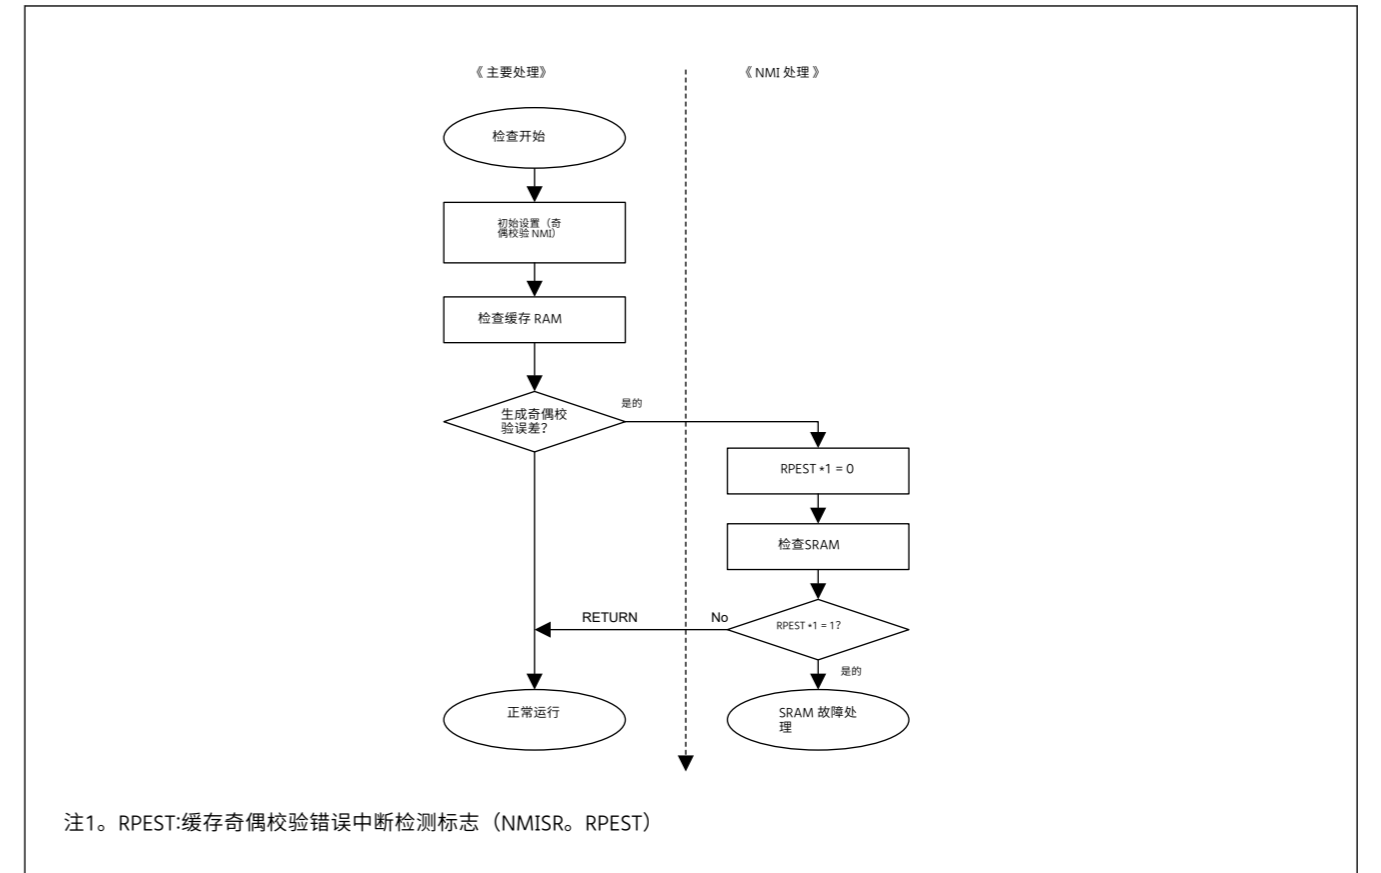 《 主要处理》
《 NMI 处理 》
检查开始
初始设置（奇
偶校验 NMI）
检查缓存 RAM
生成奇偶校
验误差？
是的
RPEST *1 = 0
检查SRAM
RETURN
No
RPEST *1 = 1？
是的
正常运行
SRAM 故障处
理
注1。RPEST:缓存奇偶校验错误中断检测标志（NMISR。RPEST）